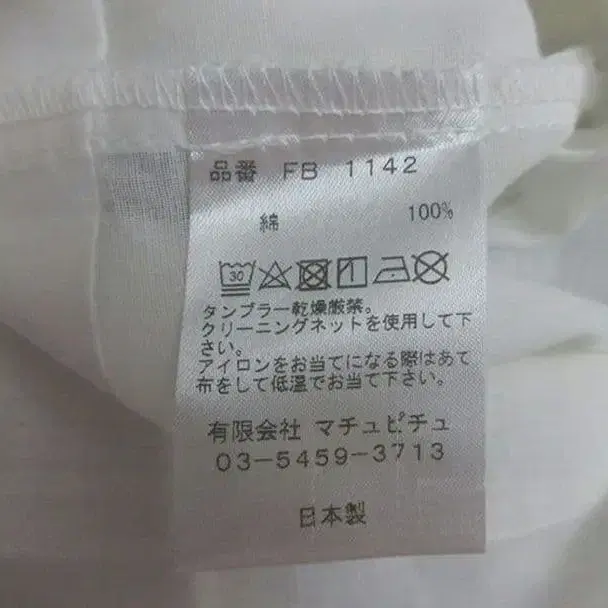 品番 FB 1142
綿 100%
30
タンブラー乾燥厳禁。
クリーニングネットを使用して下
さい。
アイロンをお当てになる際はあて
布をして低温でお当て下さい。
有限会社 マチュピチュ
03-5459-3713
日本製